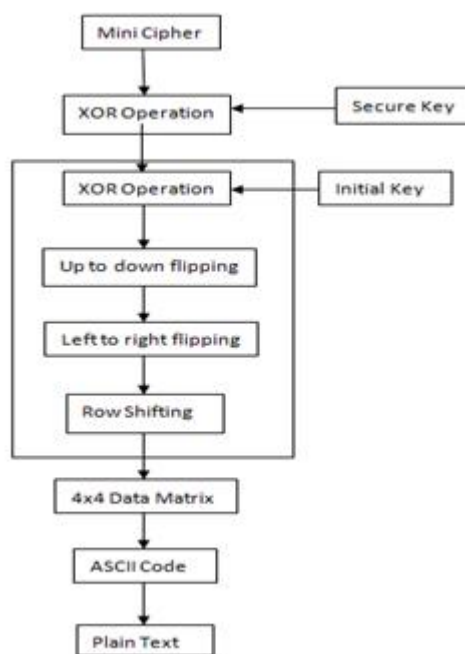 Mini Cipher
XOR Operation
Secure Key
XOR Operation
Initial Key
Up to down flipping
Left to right flipping
Row Shifting
4x4 Data Matrix
ASCII Code
Plain Text